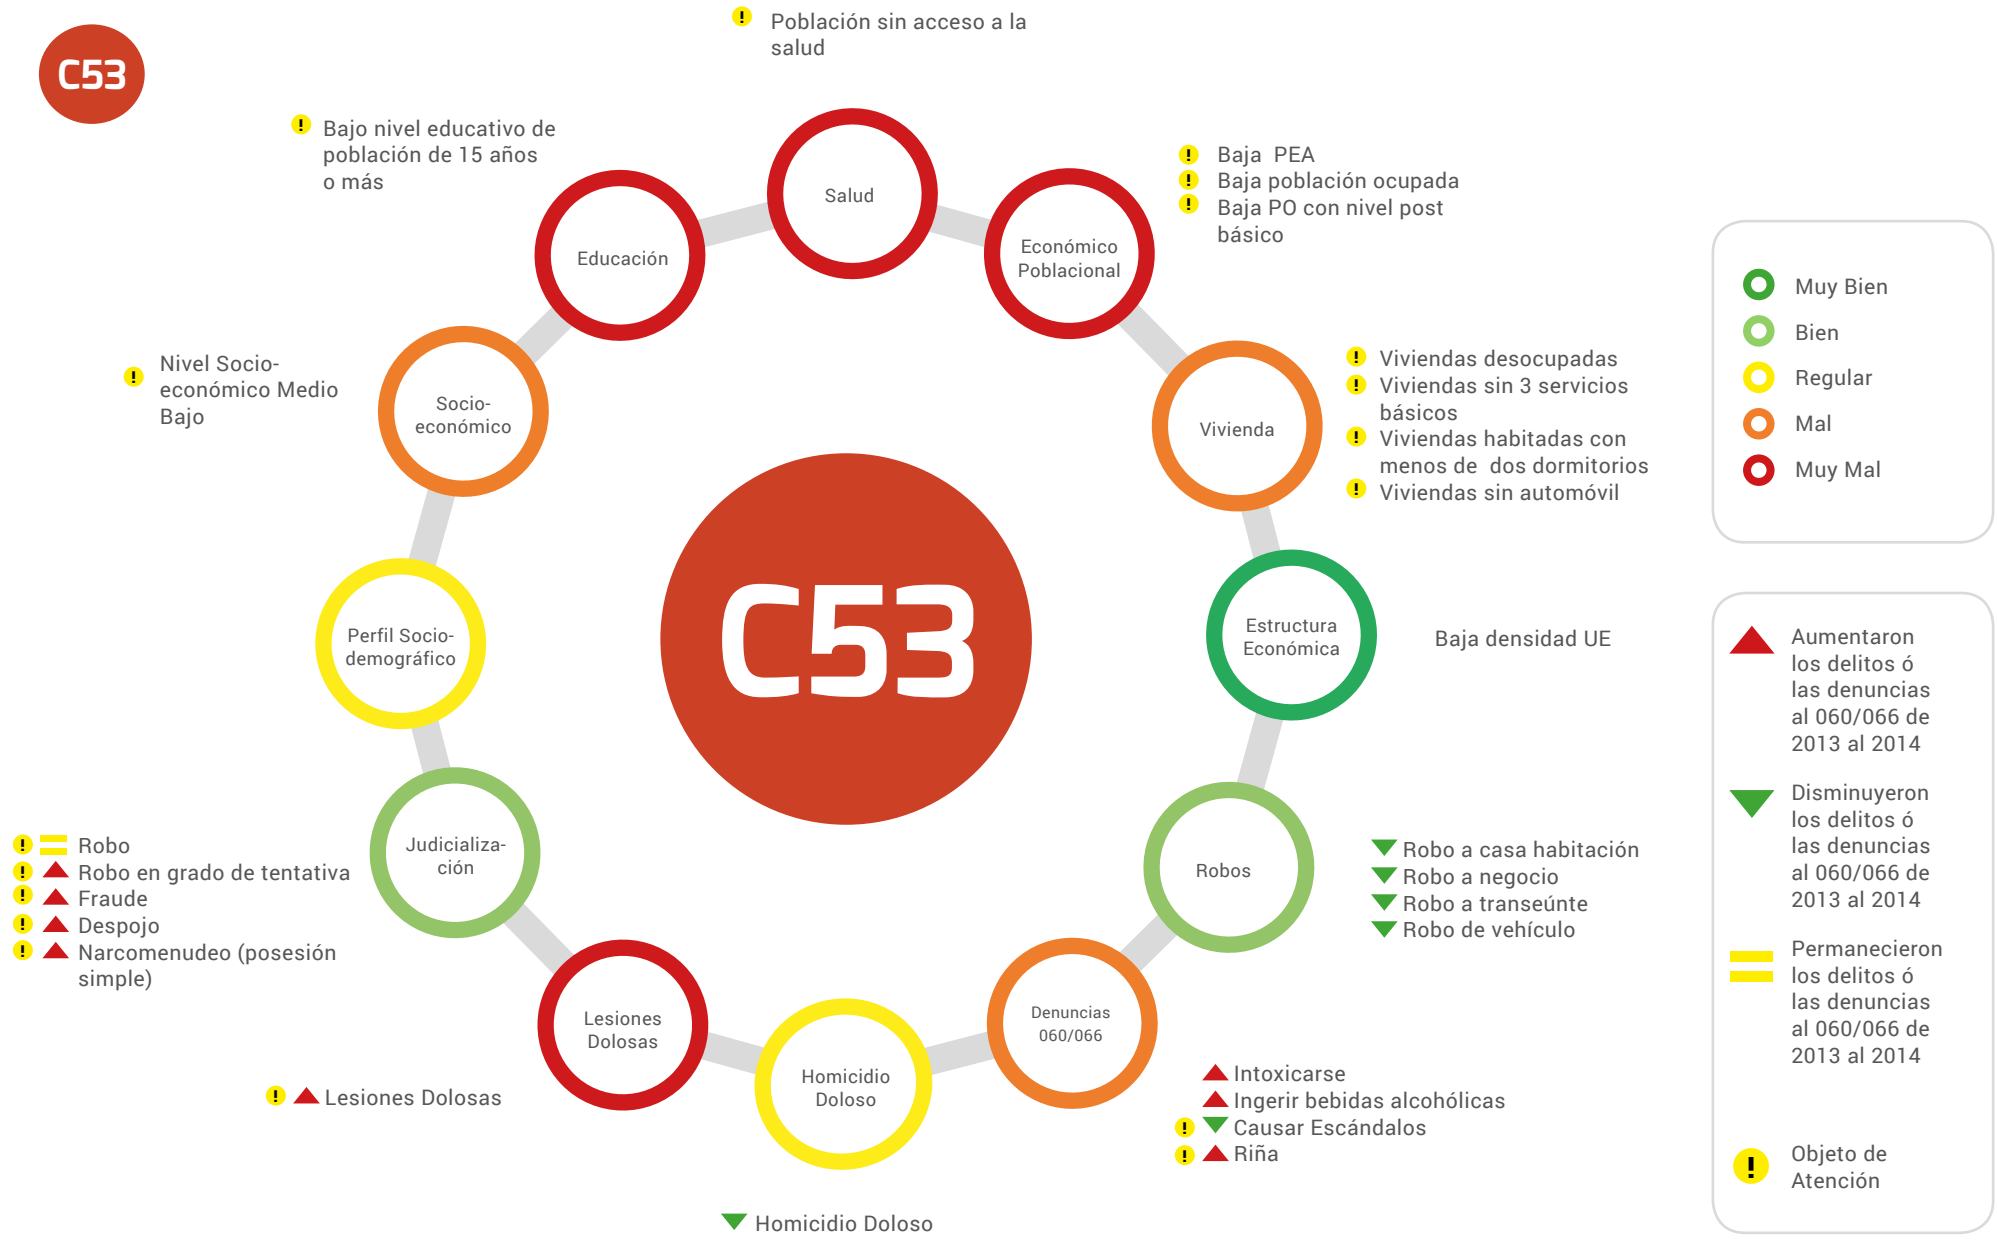 C53
Población sin acceso a la
salud
Bajo nivel educativo de
población de 15 años
o más
Baja PEA
Baja población ocupada
Baja PO con nivel post
básico
Salud
Educación
Económico
Poblacional
Nivel Socio-
económico Medio
Bajo
Socio-
económico
Vivienda
Viviendas desocupadas
Viviendas sin 3 servicios
básicos
Viviendas habitadas con
menos de dos dormitorios
Viviendas sin automóvil
C53
Perfil Socio-
demográfico
Estructura
Económica
Baja densidad UE
Judicializa-
ción
Robo
Robo en grado de tentativa
Fraude
Despojo
Narcomenudeo (posesión
simple)
Robos
Robo a casa habitación
Robo a negocio
Robo a transeúnte
Robo de vehículo
Lesiones
Dolosas
Lesiones Dolosas
Homicidio
Doloso
Homicidio Doloso
Denuncias
060/066
Intoxicarse
Ingerir bebidas alcohólicas
Causar Escándalos
Riña
Muy Bien
Bien
Regular
Mal
Muy Mal
Aumentaron
los delitos ó
las denuncias
al 060/066 de
2013 al 2014
Disminuyeron
los delitos ó
las denuncias
al 060/066 de
2013 al 2014
Permanecieron
los delitos ó
las denuncias
al 060/066 de
2013 al 2014
Objeto de
Atención